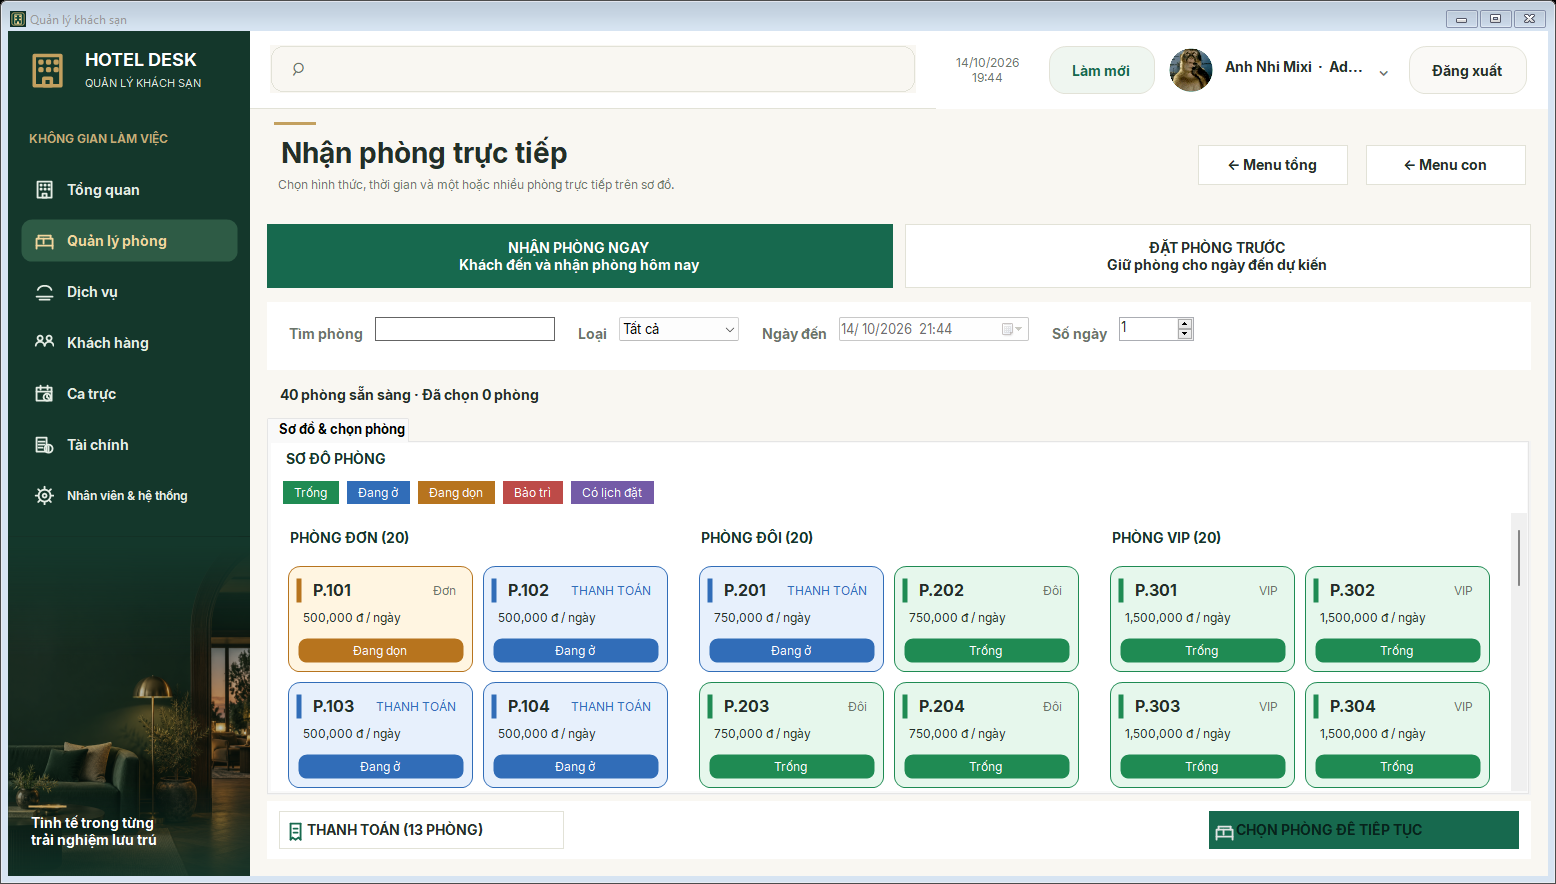 Quản lý khách sạn
HOTEL DESK
QUẢN LÝ KHÁCH SẠN
KHÔNG GIAN LÀM VIỆC
Tổng quan
Quản lý phòng
Dịch vụ
Khách hàng
Ca trực
Tài chính
Nhân viên & hệ thống
Tinh tế trong từng
trải nghiệm lưu trú
14/10/2026
19:44
Làm mới
Anh Nhi Mixi · Ad...
Đăng xuất
Nhận phòng trực tiếp
Chọn hình thức, thời gian và một hoặc nhiều phòng trực tiếp trên sơ đồ.
← Menu tổng
← Menu con
NHẬN PHÒNG NGAY
Khách đến và nhận phòng hôm nay
ĐẶT PHÒNG TRƯỚC
Giữ phòng cho ngày đến dự kiến
Tìm phòng
Loại
Tất cả
Ngày đến
14/ 10/2026 21:44
Số ngày
1
40 phòng sẵn sàng · Đã chọn 0 phòng
Sơ đồ & chọn phòng
SƠ ĐỒ PHÒNG
Trống
Đang ở
Đang dọn
Bảo trì
Có lịch đặt
PHÒNG ĐƠN (20)
PHÒNG ĐÔI (20)
PHÒNG VIP (20)
P.101 Đơn
500,000 đ / ngày
Đang dọn
P.102 THANH TOÁN
500,000 đ / ngày
Đang ở
P.201 THANH TOÁN
750,000 đ / ngày
Đang ở
P.202 Đôi
750,000 đ / ngày
Trống
P.301 VIP
1,500,000 đ / ngày
Trống
P.302 VIP
1,500,000 đ / ngày
Trống
P.103 THANH TOÁN
500,000 đ / ngày
Đang ở
P.104 THANH TOÁN
500,000 đ / ngày
Đang ở
P.203 Đôi
750,000 đ / ngày
Trống
P.204 Đôi
750,000 đ / ngày
Trống
P.303 VIP
1,500,000 đ / ngày
Trống
P.304 VIP
1,500,000 đ / ngày
Trống
THANH TOÁN (13 PHÒNG)
CHỌN PHÒNG ĐỂ TIẾP TỤC